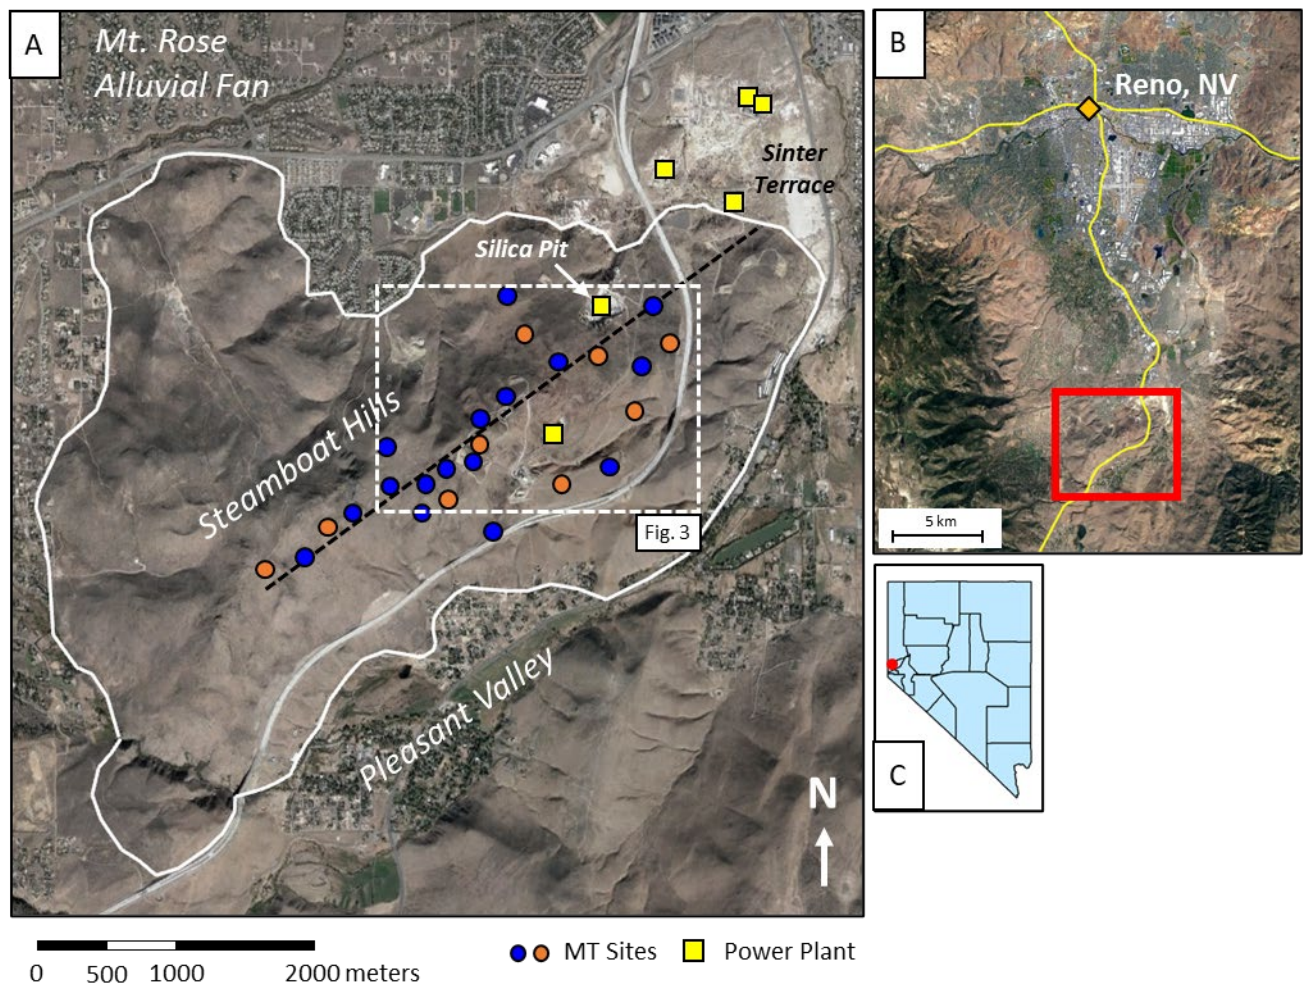 A
Mt. Rose
Alluvial Fan
Sinter
Terrace
Silica Pit
Steamboat Hills
Fig. 3
Pleasant Valley
N
B
Reno, NV
5 km
C
0 500 1000 2000 meters
MT Sites
Power Plant